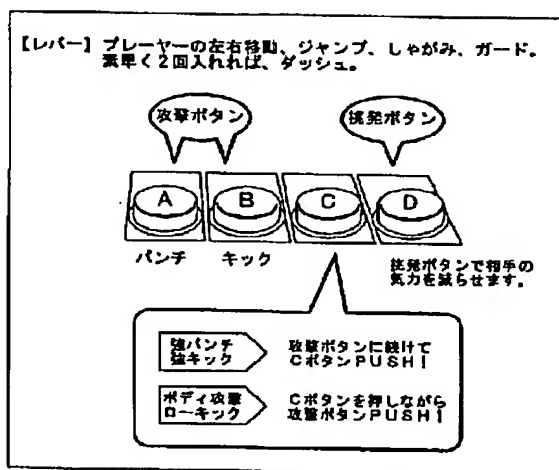 【レバー】プレーヤーの左右移動、ジャンプ、しゃがみ、ガード。
素早く2回入れれば、ダッシュ。
攻撃ボタン
挑発ボタン
A B C D
パンチ キック
挑発ボタンで相手の
気力を減らせます。
強パンチ
強キック
攻撃ボタンに続けて
CボタンPUSH!
ボディ攻撃
ローキック
Cボタンを押しながら
攻撃ボタンPUSH!